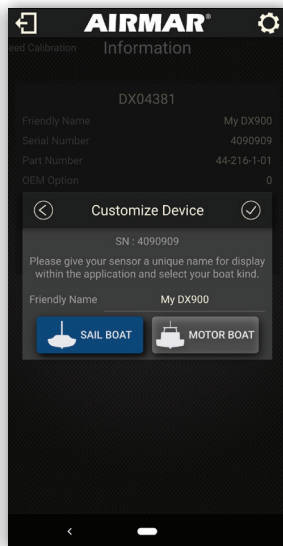 AIRMAR®
eed Calibration Information
DX04381
Friendly Name My DX900
Serial Number 4090909
Part Number 44-216-1-01
OEM Option 0
Customize Device
SN : 4090909
Please give your sensor a unique name for display
within the application and select your boat kind.
Friendly Name My DX900
SAIL BOAT MOTOR BOAT